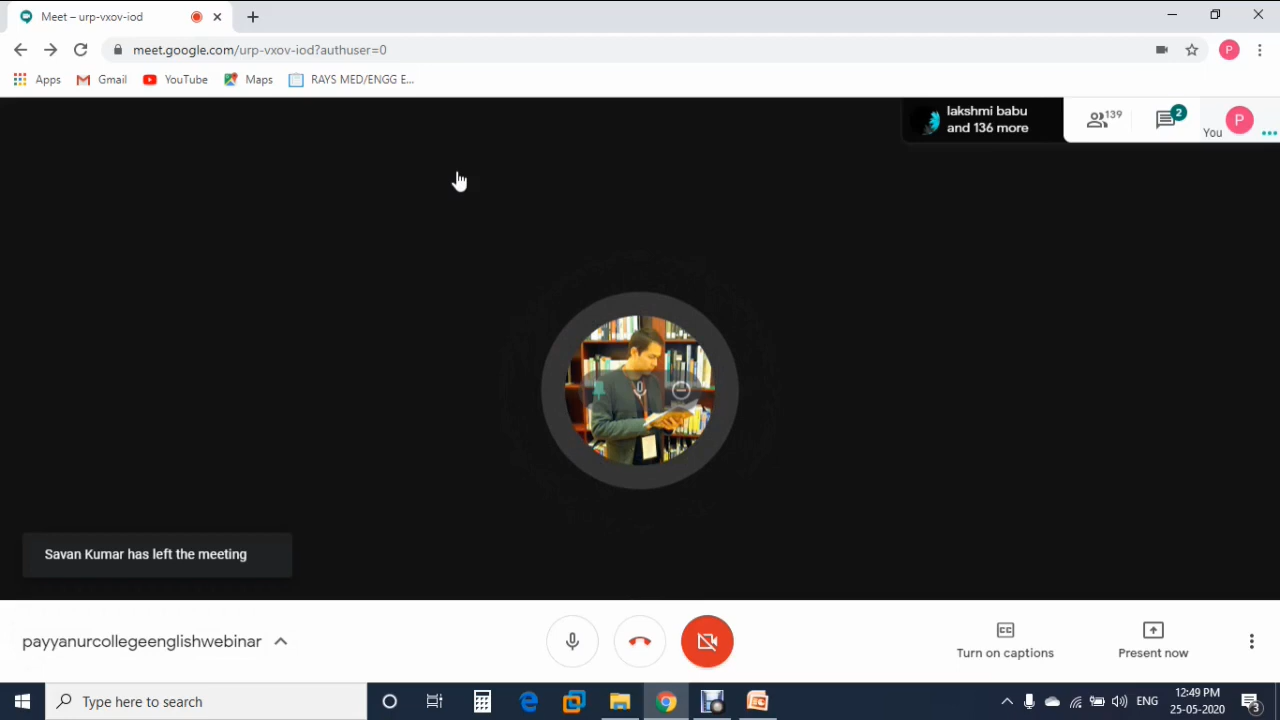 Meet – urp-vxov-iod
meet.google.com/urp-vxov-iod?authuser=0
P
Apps
Gmail
YouTube
Maps
RAYS MED/ENGG E...
lakshmi babu
and 136 more
139
2
You
P
Savan Kumar has left the meeting
payyanurcollegeenglishwebinar
CC
Turn on captions
Present now
Type here to search
ENG
12:49 PM
25-05-2020
3